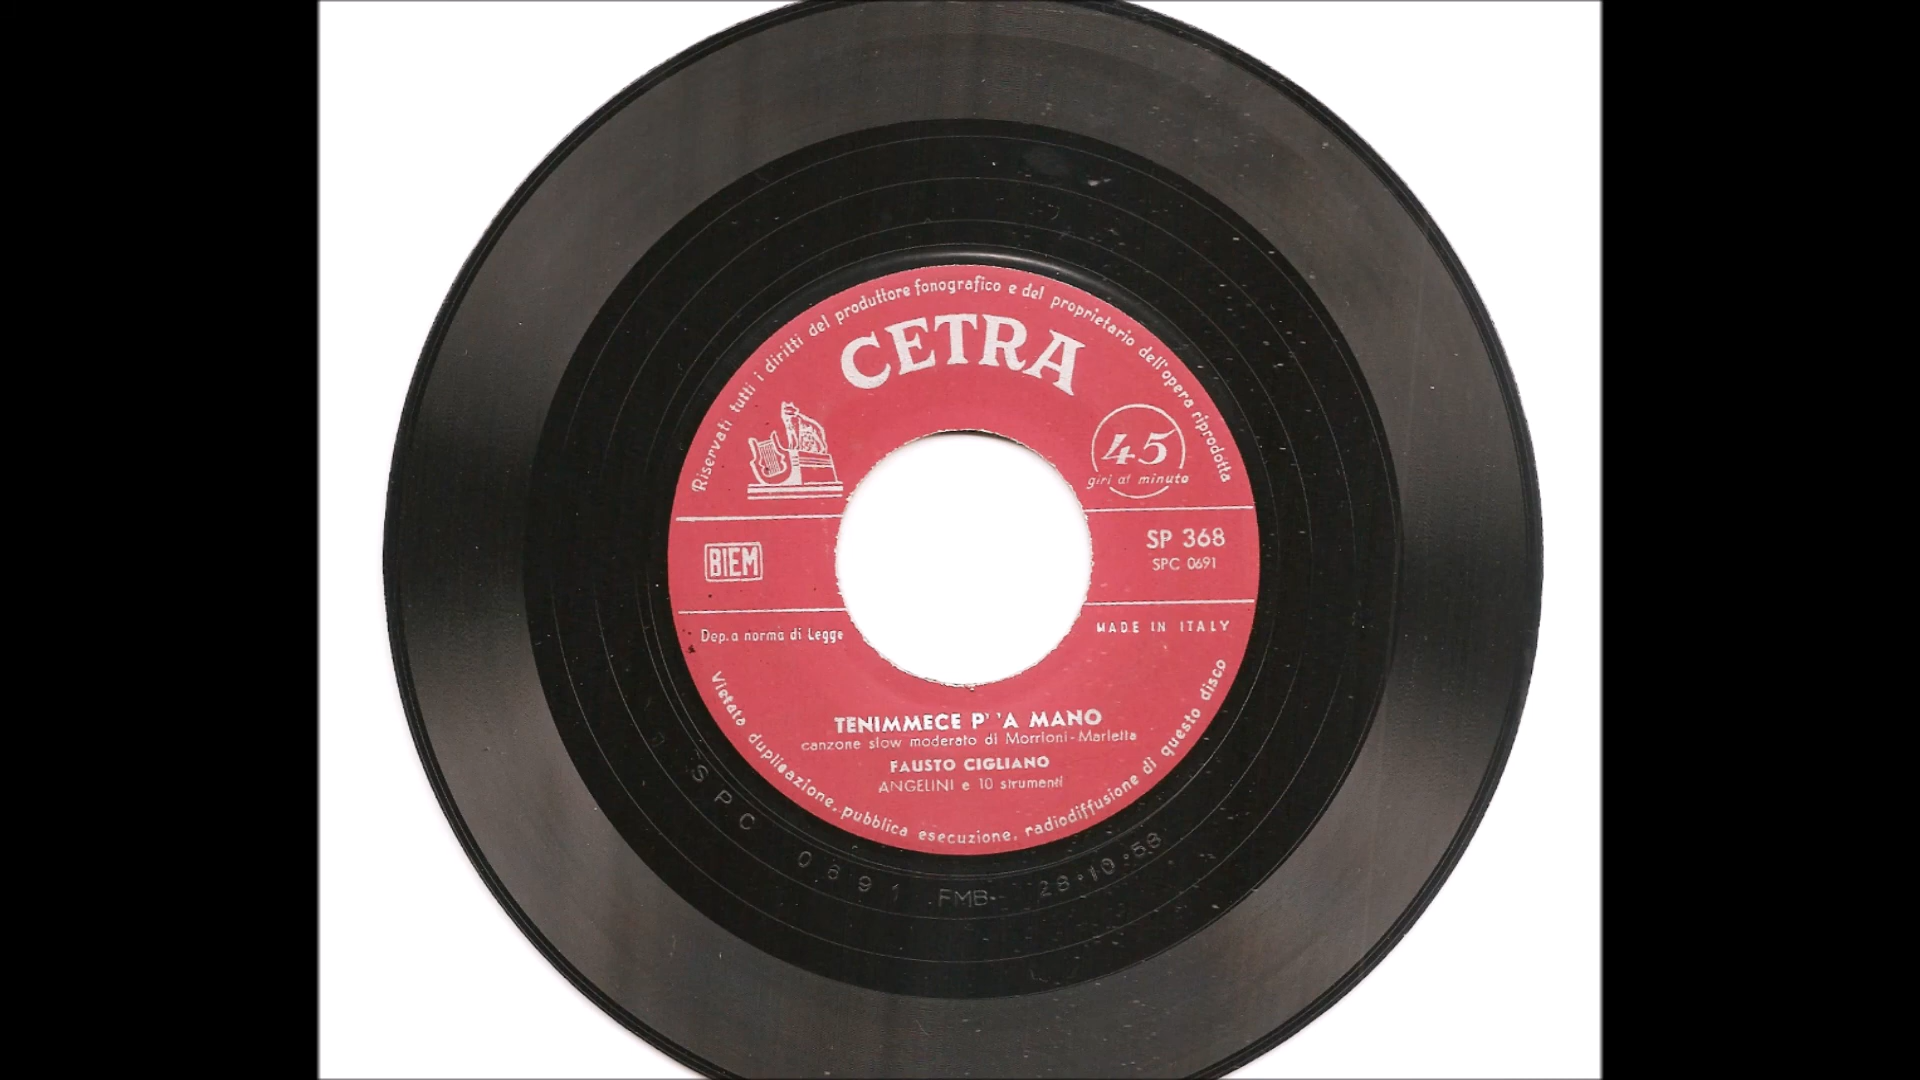 Riservati tutti i diritti del produttore fonografico e del proprietario dell'opera riprodotta
CETRA
45
giri al minuto
BIEM
SP 368
SPC 0691
Dep. a norma di Legge
MADE IN ITALY
TENIMMECE P' 'A MANO
canzone slow moderato di Morrioni-Marletta
FAUSTO CIGLIANO
ANGELINI e 10 strumenti
Vietata duplicazione, pubblica esecuzione, radiodiffusione di questo disco
SPC 0691 FMB- 28•10•58